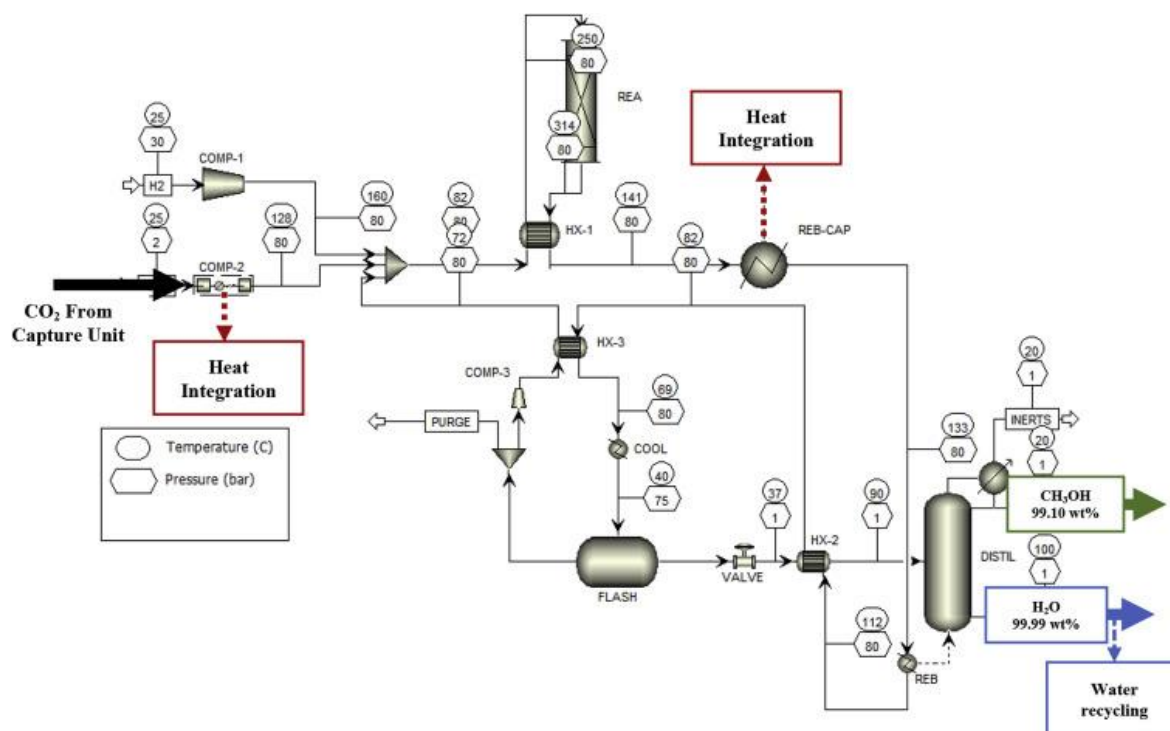 250
80
REA
314
80
Heat
Integration
25
30
COMP-1
H2
160
80
82
80
72
80
HX-1
141
80
82
80
REB-CAP
25
2
128
80
COMP-2
CO₂ From
Capture Unit
Heat
Integration
HX-3
COMP-3
PURGE
69
80
COOL
40
75
Temperature (C)
Pressure (bar)
20
1
INERTS
133
80
20
1
CH₃OH
99.10 wt%
37
1
90
1
HX-2
VALVE
FLASH
DISTIL
100
1
H₂O
99.99 wt%
112
80
REB
Water
recycling